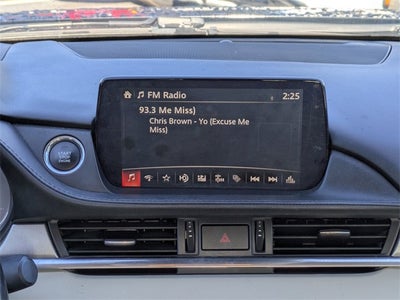 FM Radio 2:25
93.3 Me Miss)
Chris Brown - Yo (Excuse Me
Miss)
START
STOP
ENGINE